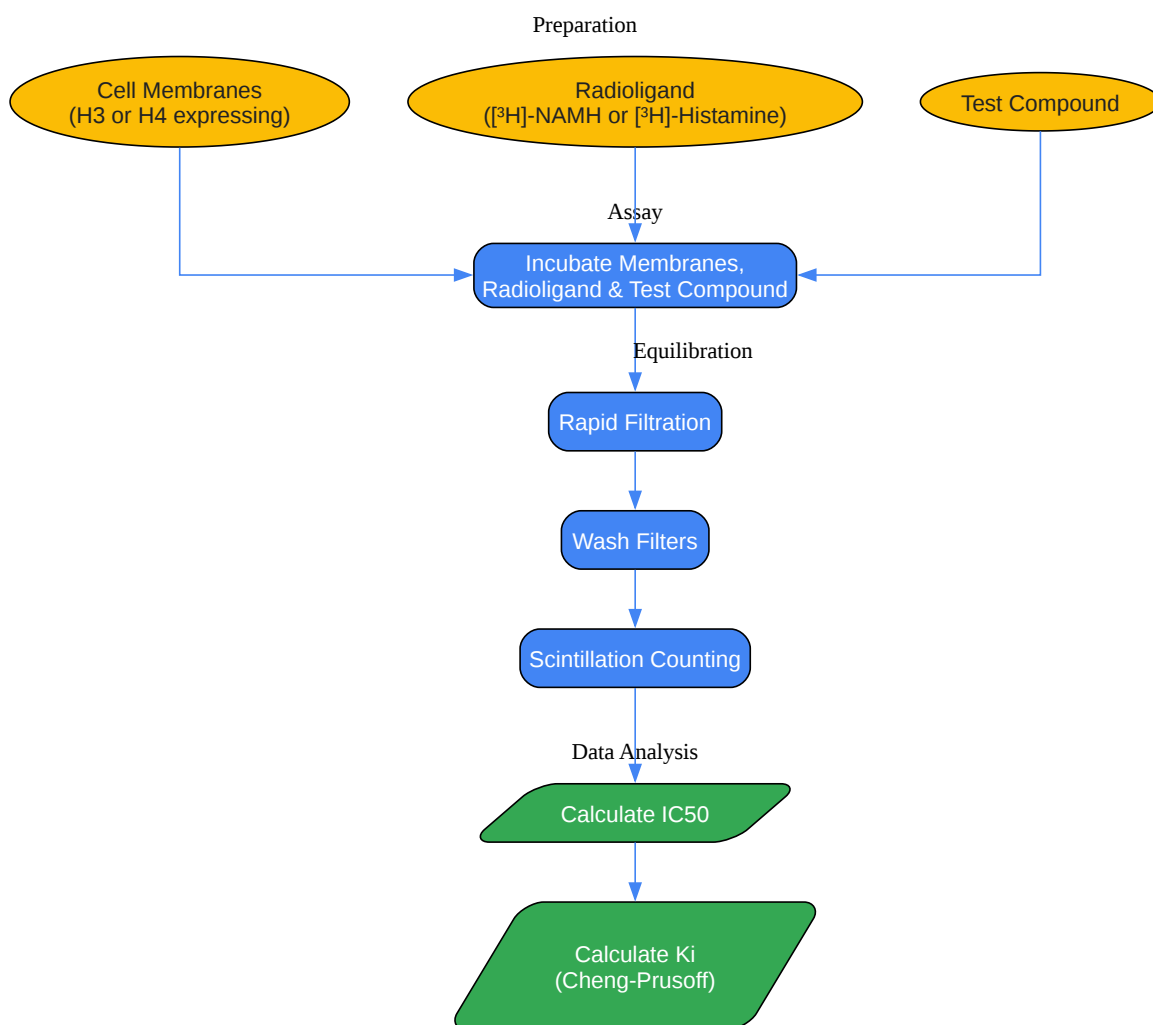 Preparation
Cell Membranes
(H3 or H4 expressing)
Radioligand
([³H]-NAMH or [³H]-Histamine)
Test Compound
Assay
Incubate Membranes,
Radioligand & Test Compound
Equilibration
Rapid Filtration
Wash Filters
Scintillation Counting
Data Analysis
Calculate IC50
Calculate Ki
(Cheng-Prusoff)